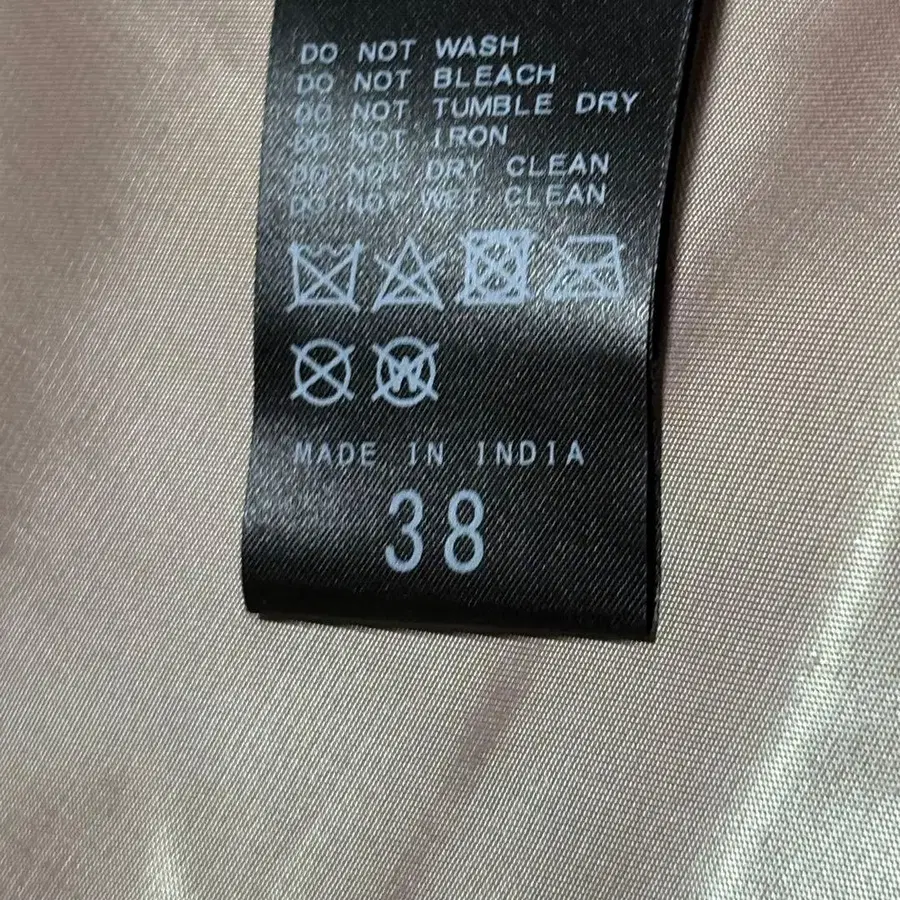 DO NOT WASH
DO NOT BLEACH
DO NOT TUMBLE DRY
DO NOT IRON
DO NOT DRY CLEAN
DO NOT WET CLEAN
W
MADE IN INDIA
38